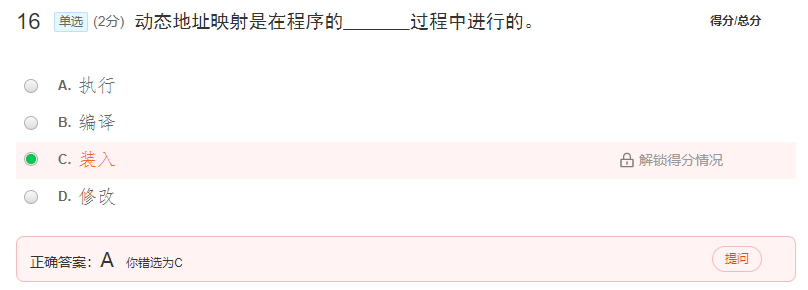 16 单选 (2分) 动态地址映射是在程序的_______过程中进行的。 得分/总分
A. 执行
B. 编译
C. 装入 解锁得分情况
D. 修改
正确答案：A 你错选为C 提问